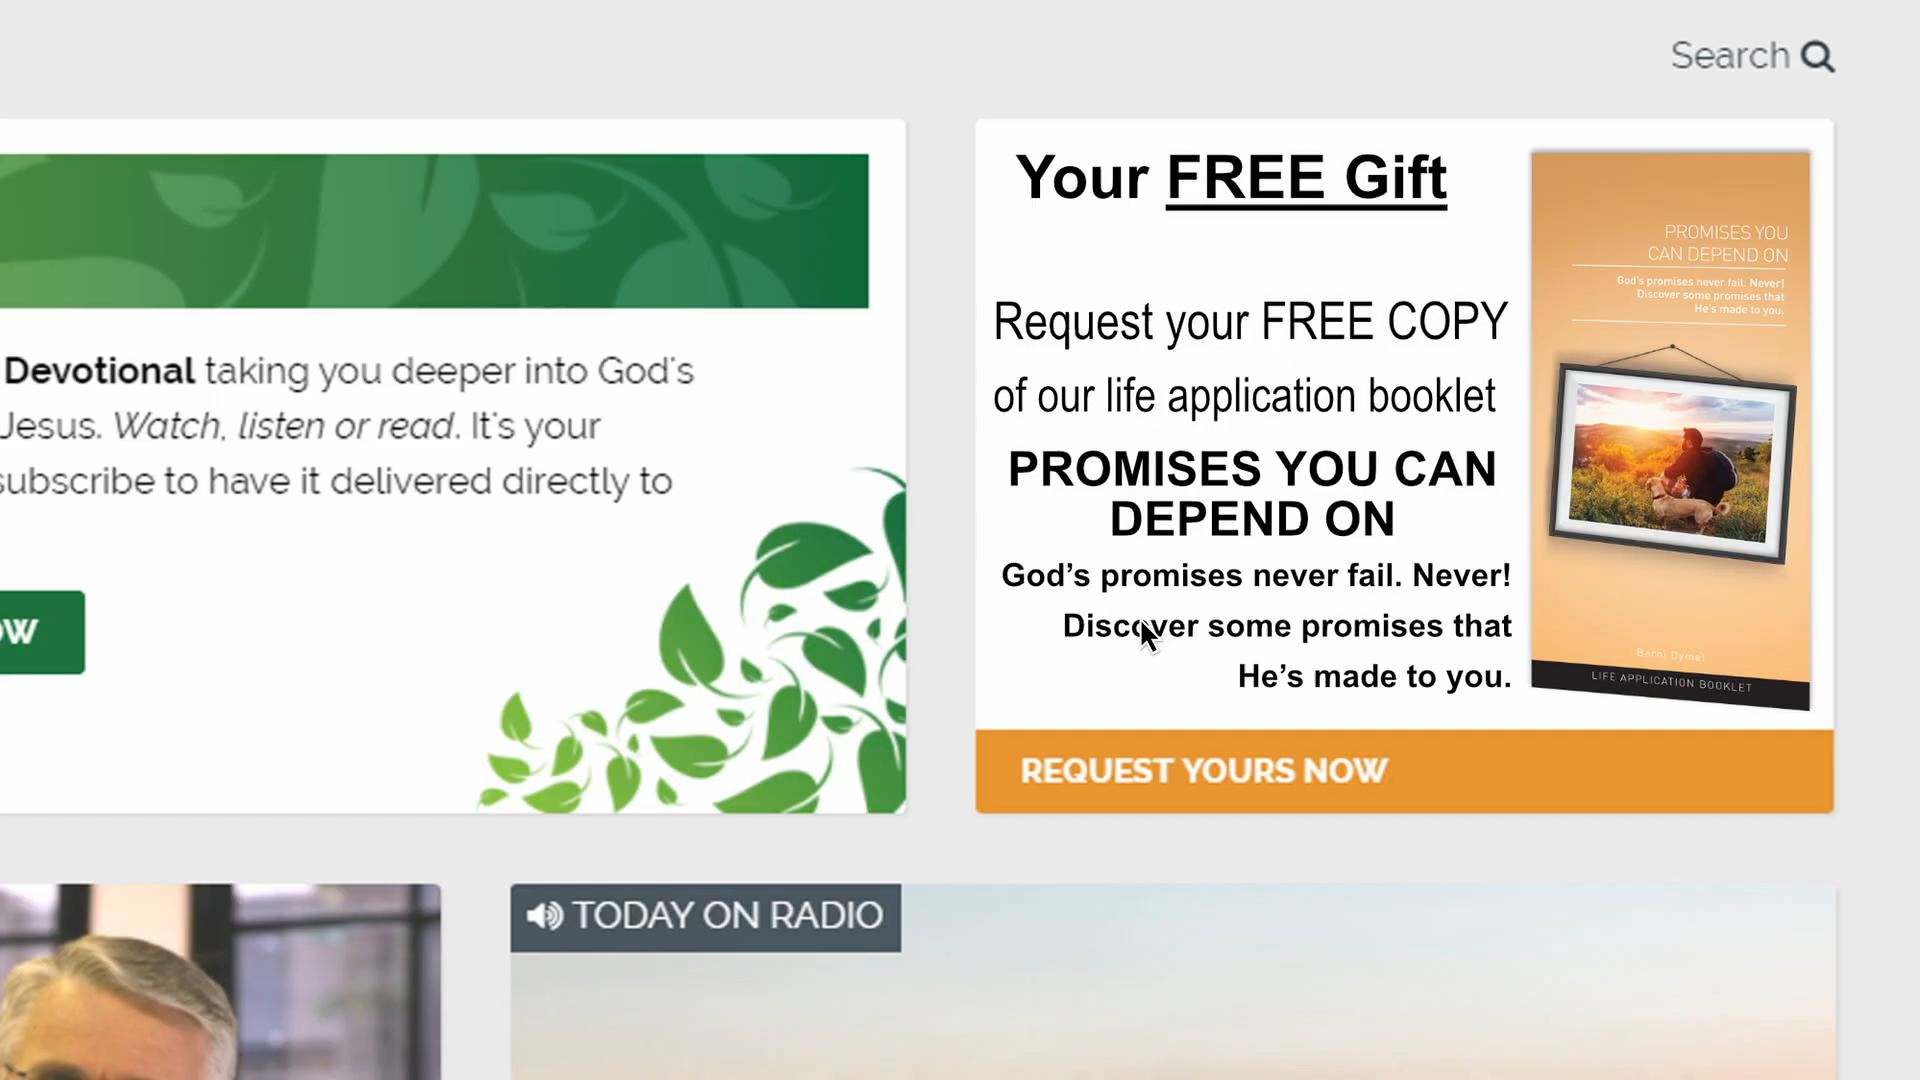 Search
Devotional taking you deeper into God's
Jesus. Watch, listen or read. It's your
subscribe to have it delivered directly to
OW
Your FREE Gift
Request your FREE COPY
of our life application booklet
PROMISES YOU CAN
DEPEND ON
God’s promises never fail. Never!
Discover some promises that
He’s made to you.
PROMISES YOU
CAN DEPEND ON
God's promises never fail. Never!
Discover some promises that
He's made to you.
Berni Dymet
LIFE APPLICATION BOOKLET
REQUEST YOURS NOW
TODAY ON RADIO